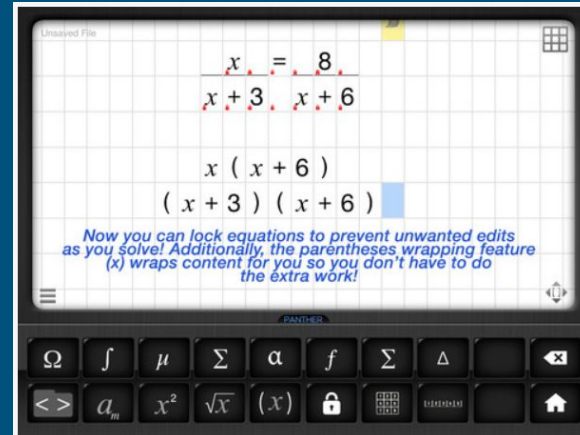 Unsaved File
x = 8
x + 3 x + 6
x ( x + 6 )
( x + 3 ) ( x + 6 )
Now you can lock equations to prevent unwanted edits
as you solve! Additionally, the parentheses wrapping feature
(x) wraps content for you so you don't have to do
the extra work!
PANTHER
Ω ∫ μ Σ α f Σ Δ
< > aₘ x² √x (x)